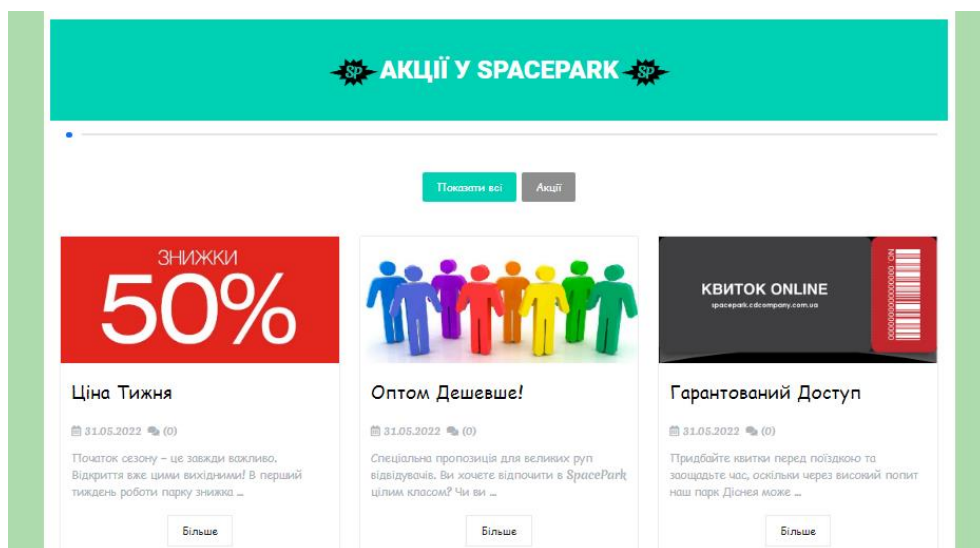 SP АКЦІЇ У SPACEPARK SP
Показати всі
Акції
ЗНИЖКИ
50%
Ціна Тижня
31.05.2022 (0)
Початок сезону – це завжди важливо.
Відкриття вже цими вихідними! В перший
тиждень роботи парку знижка ...
Більше
Оптом Дешевше!
31.05.2022 (0)
Спеціальна пропозиція для великих руп
відвідувачів. Ви хочете відпочити в SpacePark
цілим класом? Чи ви ...
Більше
КВИТОК ONLINE
spacepark.cdcompany.com.ua
NO. 00000000000000
Гарантований Доступ
31.05.2022 (0)
Придбайте квитки перед поїздкою та
заощадьте час, оскільки через високий попит
наш парк Діснея може ...
Більше